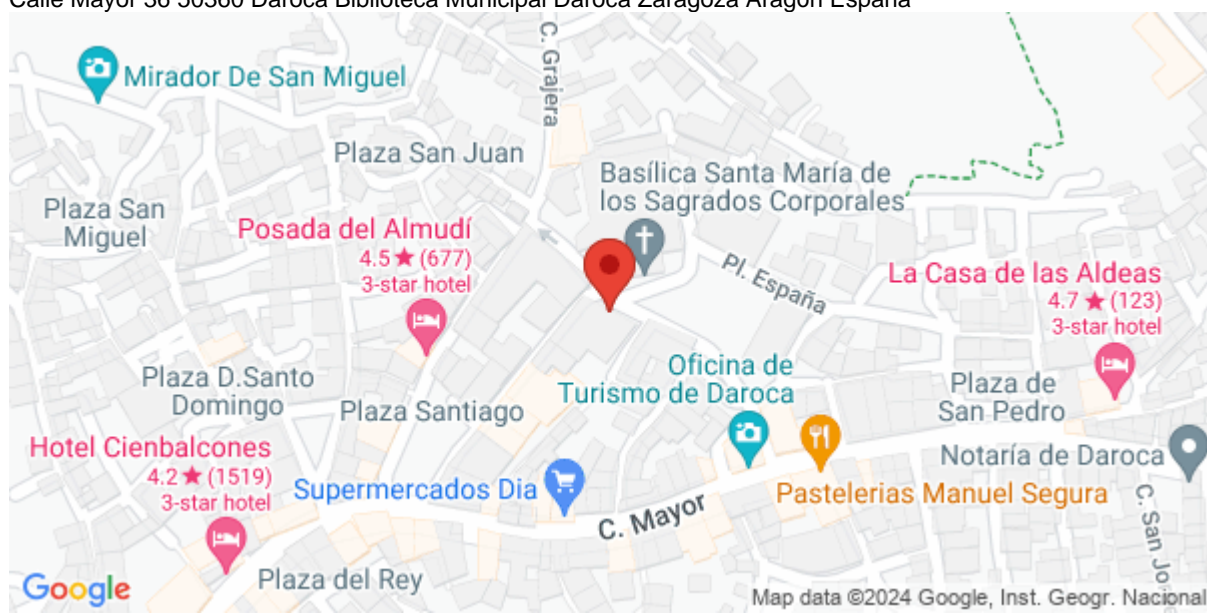 Calle Mayor 36 50360 Daroca Biblioteca Municipal Daroca Zaragoza Aragón España
C. Grajera
Mirador De San Miguel
Plaza San Juan
Basílica Santa María de
los Sagrados Corporales
Plaza San
Miguel
Posada del Almudí
4.5 ★ (677)
3-star hotel
Pl. España
La Casa de las Aldeas
4.7 ★ (123)
3-star hotel
Oficina de
Turismo de Daroca
Plaza D.Santo
Domingo
Plaza Santiago
Plaza de
San Pedro
Hotel Cienbalcones
4.2 ★ (1519)
3-star hotel
Supermercados Dia
Notaría de Daroca
Pastelerias Manuel Segura
C. Mayor
C. San Jo
Plaza del Rey
Google
Map data ©2024 Google, Inst. Geogr. Nacional